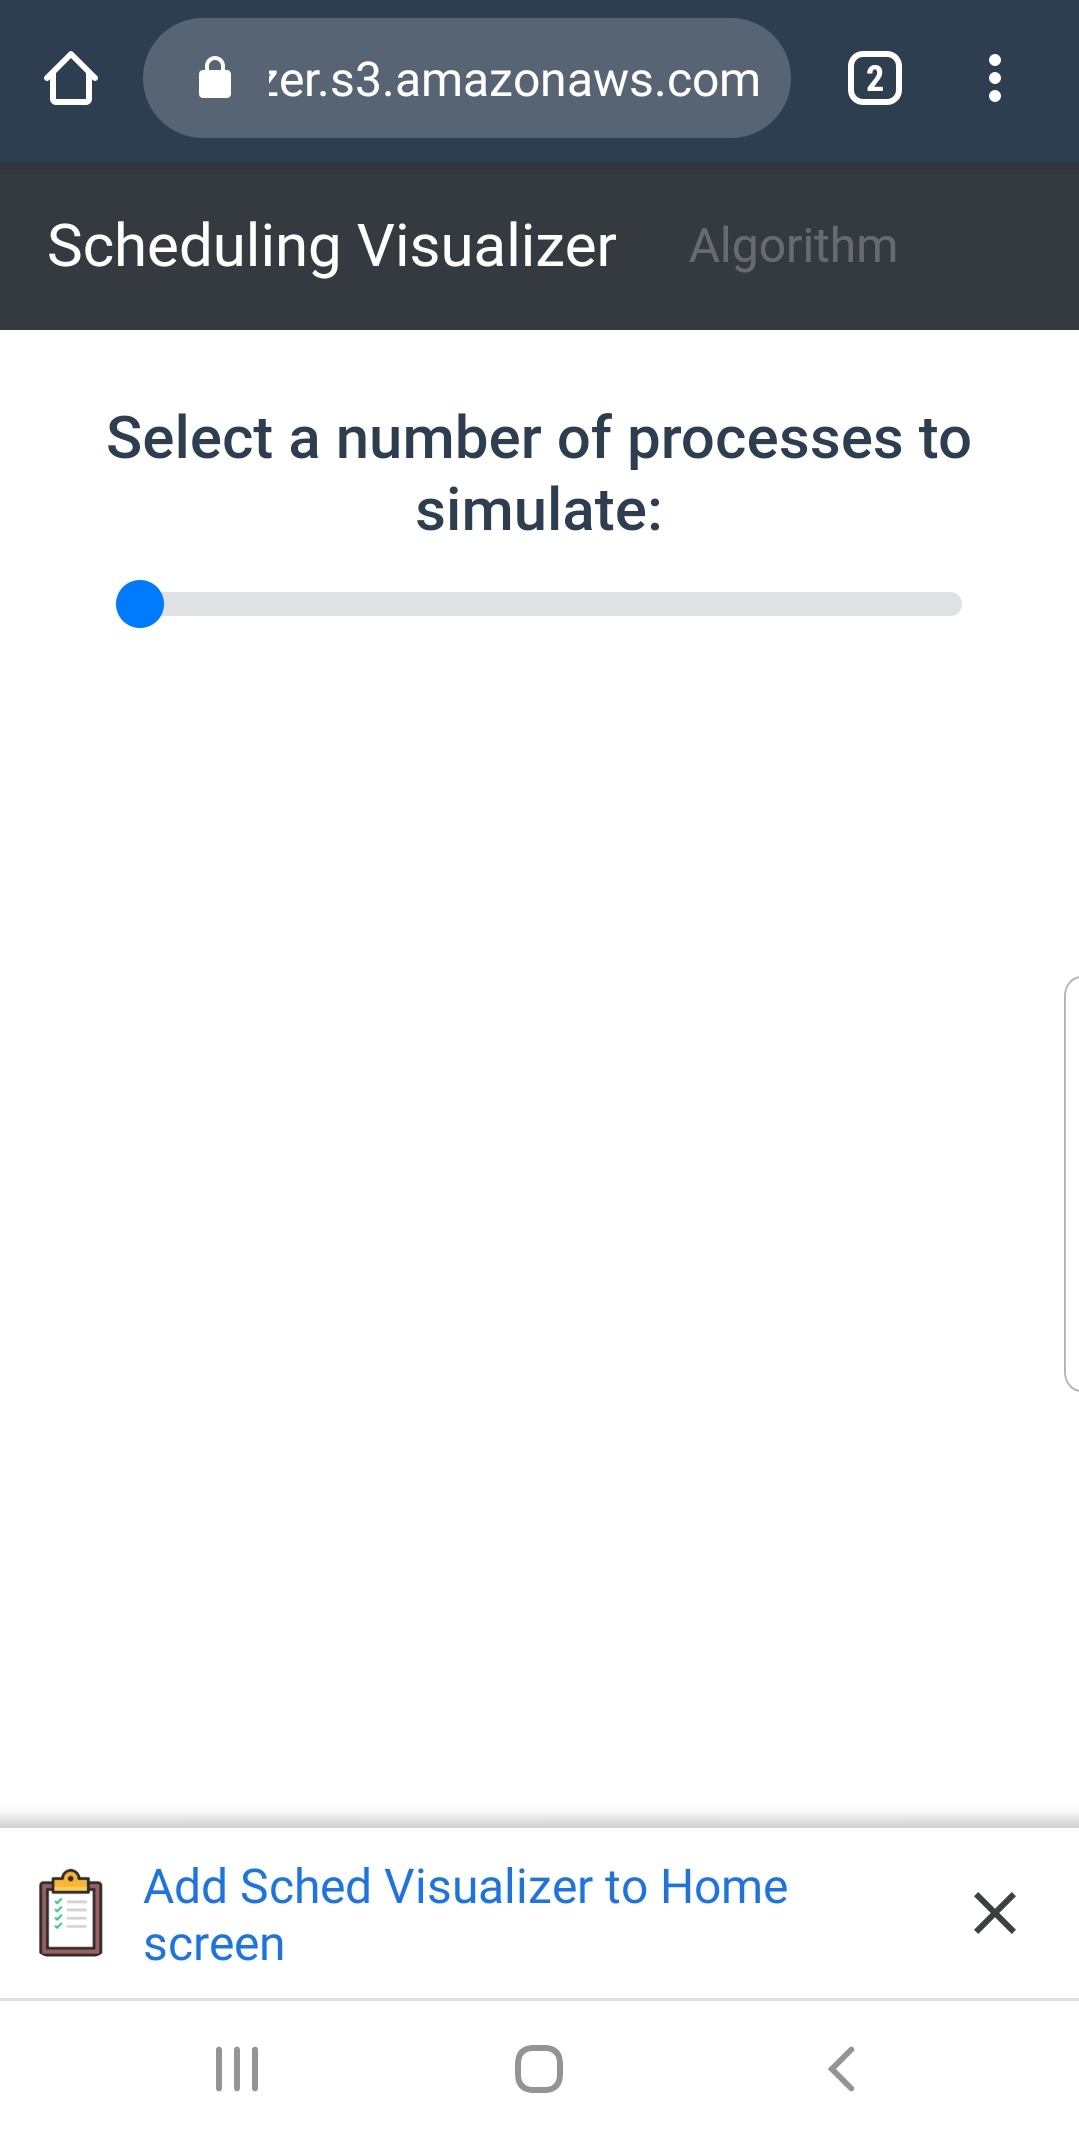 zer.s3.amazonaws.com
2
Scheduling Visualizer
Algorithm
Select a number of processes to
simulate:
Add Sched Visualizer to Home
screen